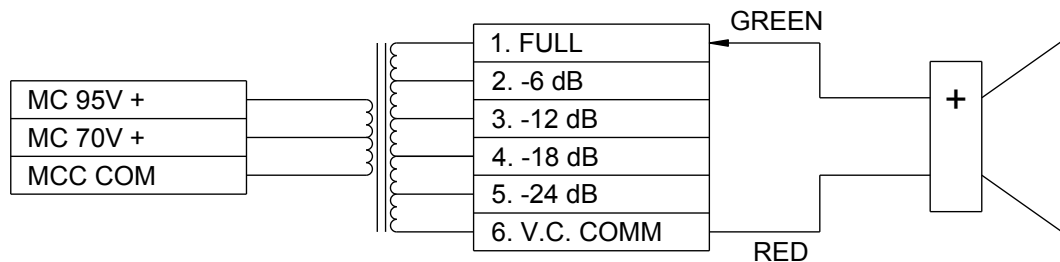 MC 95V +
MC 70V +
MCC COM
1. FULL
2. -6 dB
3. -12 dB
4. -18 dB
5. -24 dB
6. V.C. COMM
GREEN
RED
+